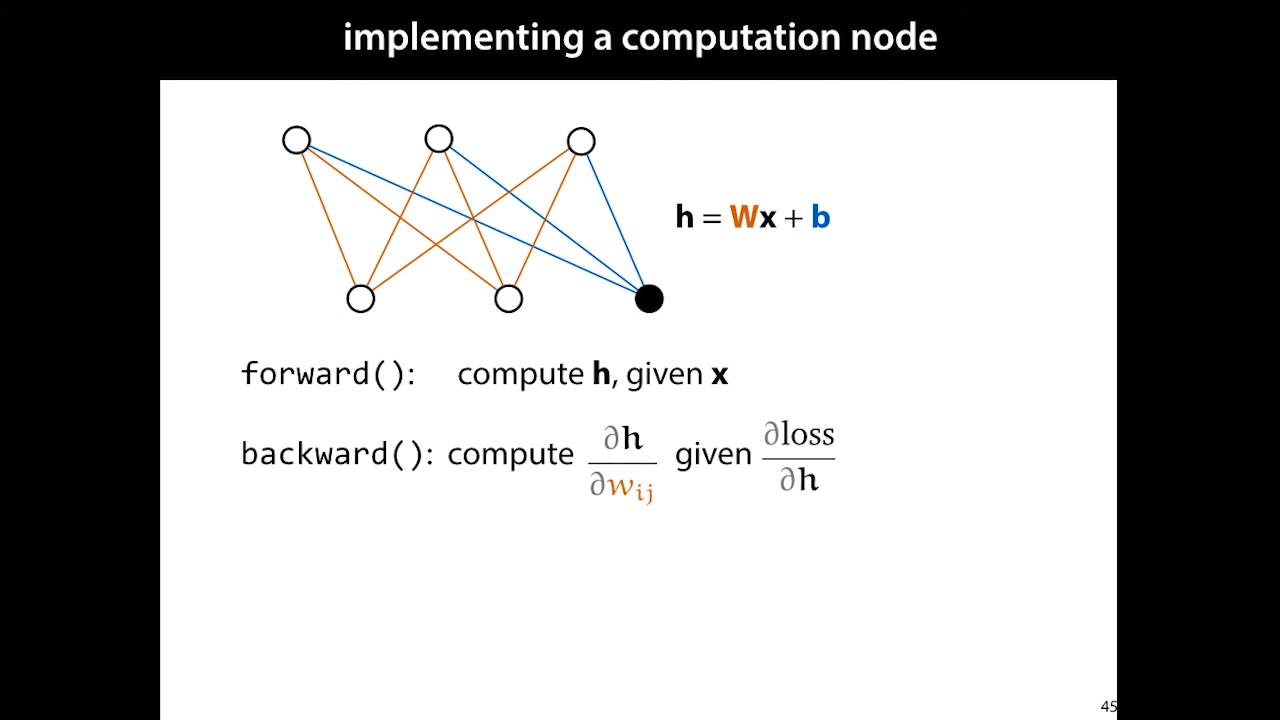 implementing a computation node
h = Wx + b
forward(): compute h, given x
backward(): compute ∂h/∂w_ij given ∂loss/∂h
45